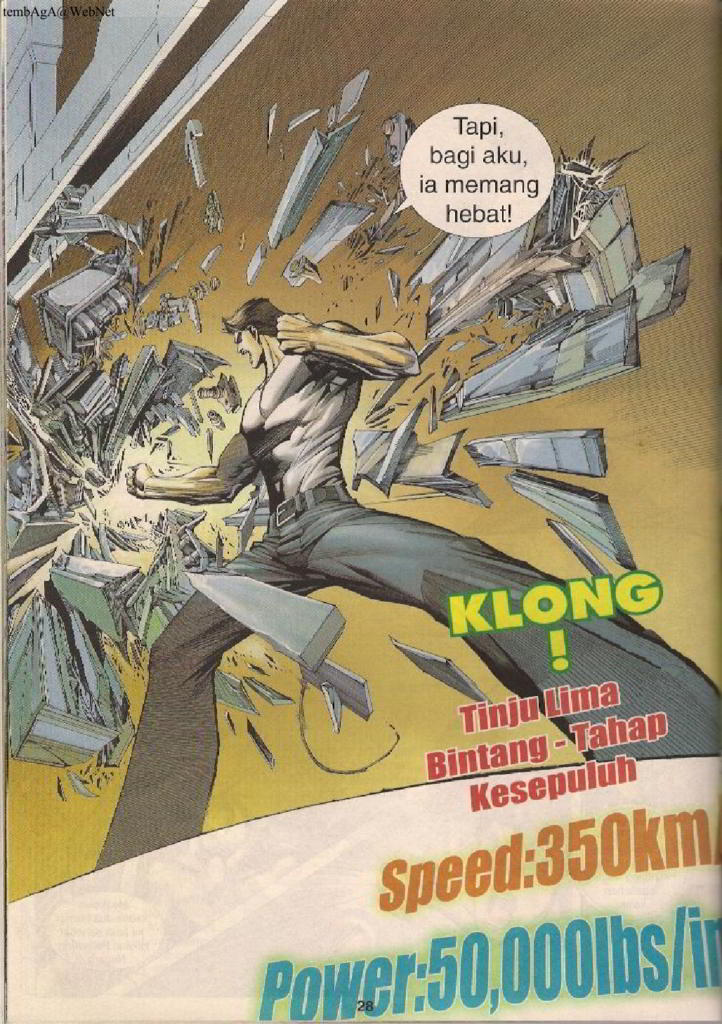 tembAgA@WebNet
Tapi,
bagi aku,
ia memang
hebat!
KLONG
!
Tinju Lima
Bintang - Tahap
Kesepuluh
Speed:350km/
Power:50,000lbs/in
28